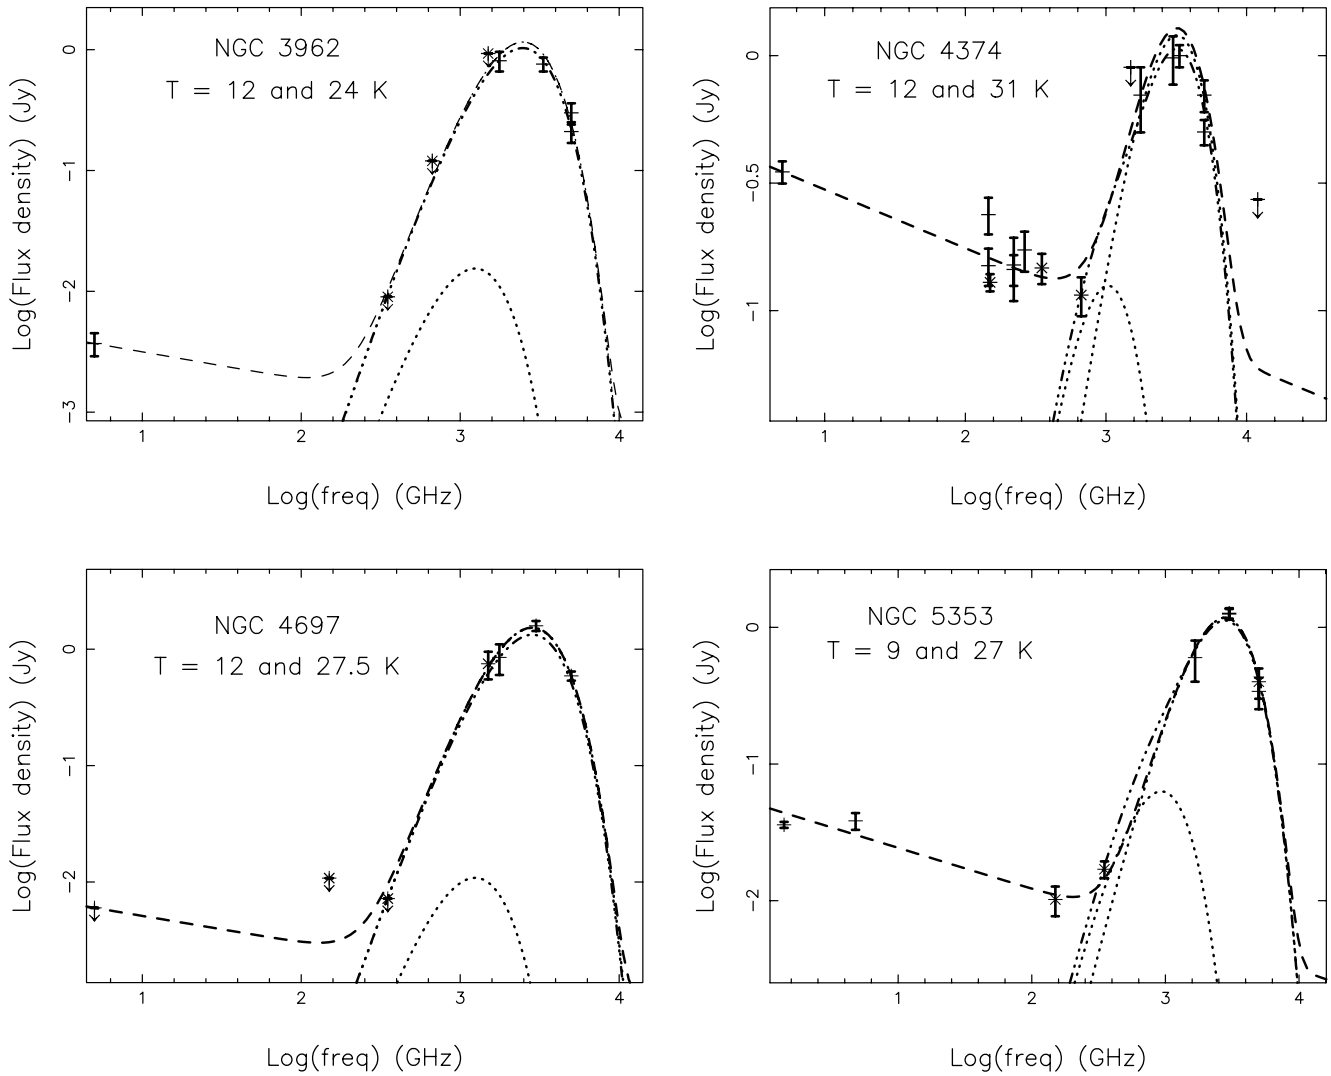 NGC 3962
T = 12 and 24 K
0
-1
-2
-3
Log(Flux density) (Jy)
1 2 3 4
Log(freq) (GHz)
NGC 4374
T = 12 and 31 K
0
-0.5
-1
Log(Flux density) (Jy)
1 2 3 4
Log(freq) (GHz)
NGC 4697
T = 12 and 27.5 K
0
-1
-2
Log(Flux density) (Jy)
1 2 3 4
Log(freq) (GHz)
NGC 5353
T = 9 and 27 K
0
-1
-2
Log(Flux density) (Jy)
1 2 3 4
Log(freq) (GHz)